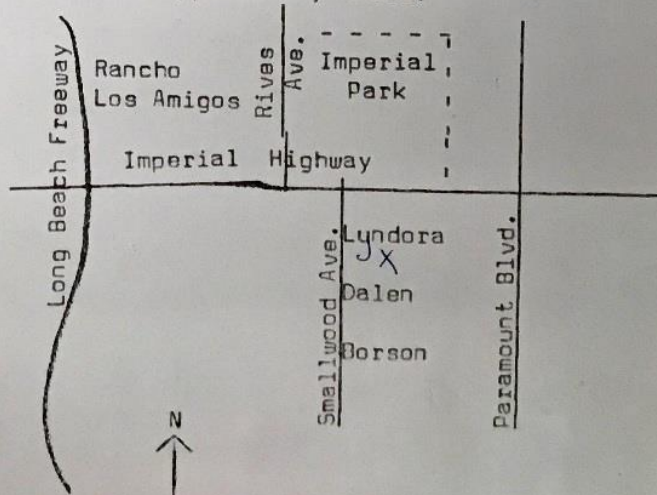 Long Beach Freeway
Rancho
Los Amigos
Rives
Ave.
Imperial
Park
Imperial Highway
Smallwood Ave.
Lyndora
X
Dalen
Borson
Paramount Blvd.
N